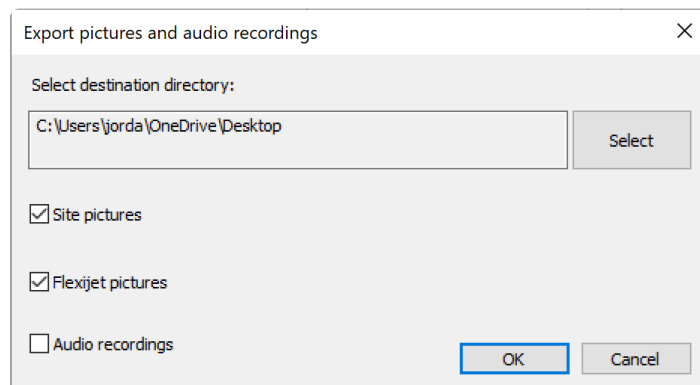 Export pictures and audio recordings
Select destination directory:
C:\Users\jorda\OneDrive\Desktop
Select
Site pictures
Flexijet pictures
Audio recordings
OK
Cancel